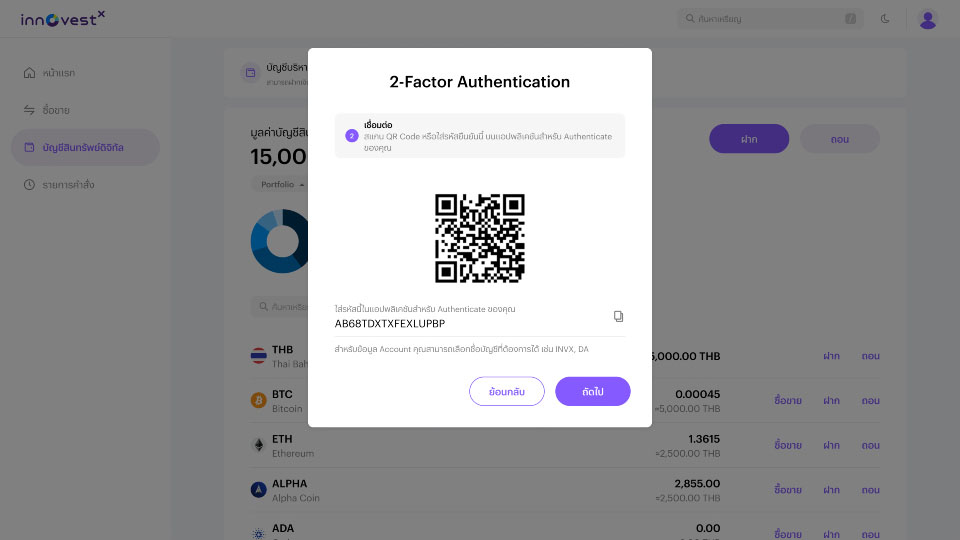 innovestx
ค้นหาเหรียญ
/
หน้าแรก
ซื้อขาย
บัญชีสินทรัพย์ดิจิทัล
รายการคำสั่ง
บัญชีบริหา
มูลค่าบัญชีสิน
15,00
ฝาก
ถอน
Portfolio
2-Factor Authentication
2
เชื่อมต่อ
สแกน QR Code หรือใส่รหัสยืนยันนี้ บนแอปพลิเคชันสำหรับ Authenticate
ของคุณ
ใส่รหัสนี้ในแอปพลิเคชันสำหรับ Authenticate ของคุณ
AB68TDXTXFEXLUPBP
สำหรับข้อมูล Account คุณสามารถเลือกชื่อบัญชีที่ต้องการได้ เช่น INVX, DA
ย้อนกลับ
ถัดไป
ค้นหาเหรีย
THB
Thai Bah
5,000.00 THB
ฝาก
ถอน
BTC
Bitcoin
0.00045
≈5,000.00 THB
ซื้อขาย
ฝาก
ถอน
ETH
Ethereum
1.3615
≈2,500.00 THB
ซื้อขาย
ฝาก
ถอน
ALPHA
Alpha Coin
2,855.00
≈2,500.00 THB
ซื้อขาย
ฝาก
ถอน
ADA
0.00
ซื้อขาย
ฝาก
ถอน